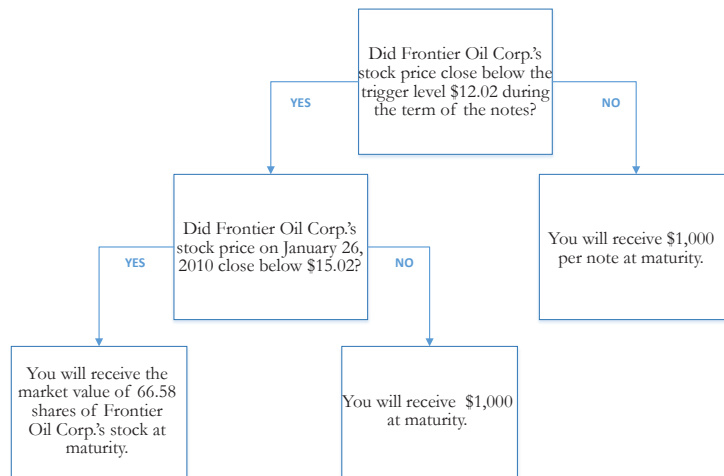 Did Frontier Oil Corp.'s
stock price close below the
trigger level $12.02 during
the term of the notes?
YES
NO
Did Frontier Oil Corp.'s
stock price on January 26,
2010 close below $15.02?
You will receive $1,000
per note at maturity.
YES
NO
You will receive the
market value of 66.58
shares of Frontier
Oil Corp.'s stock at
maturity.
You will receive $1,000
at maturity.